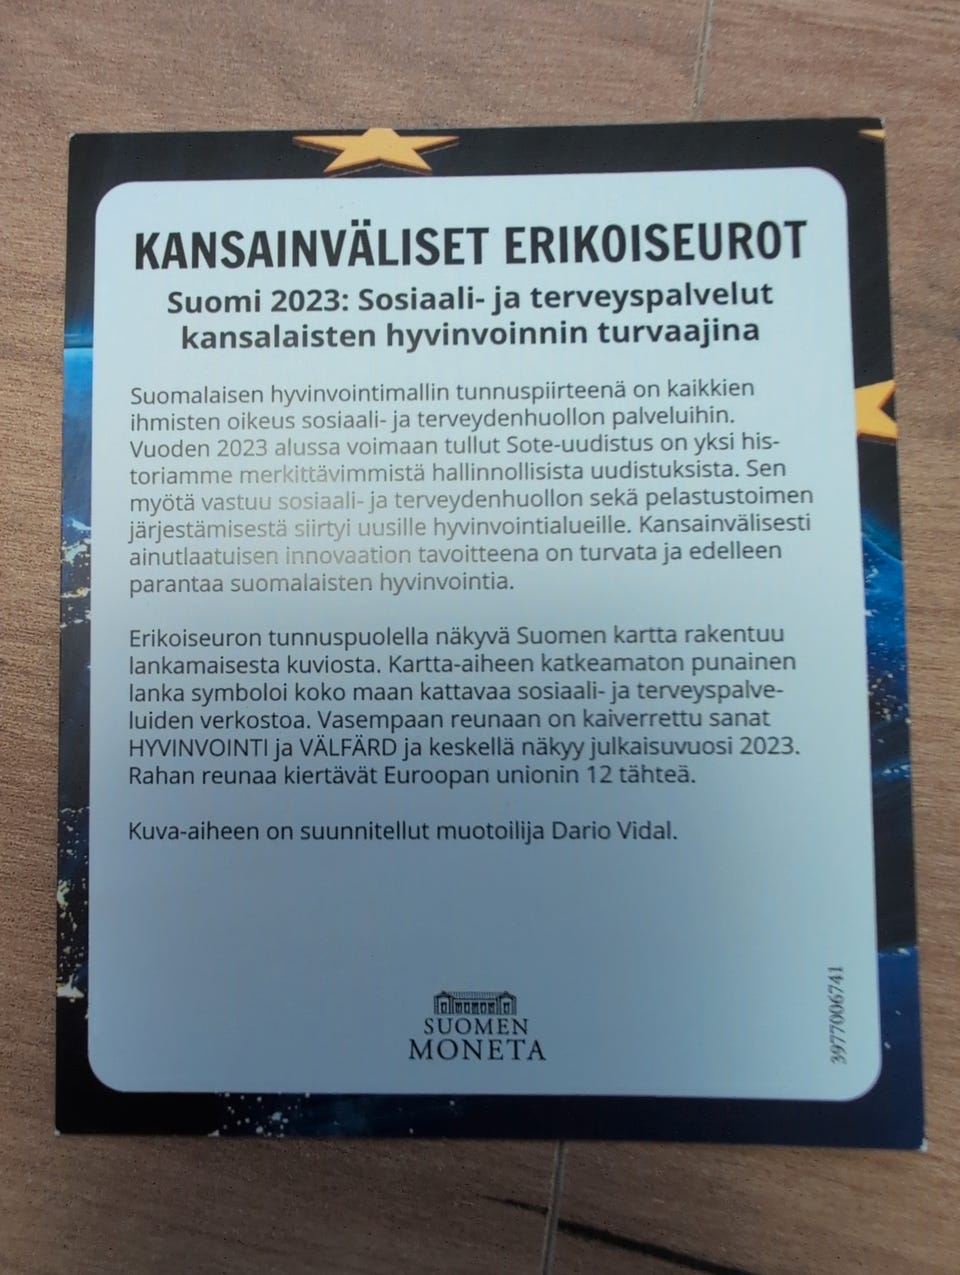 KANSAINVÄLISET ERIKOISEUROT
Suomi 2023: Sosiaali- ja terveyspalvelut
kansalaisten hyvinvoinnin turvaajina
Suomalaisen hyvinvointimallin tunnuspiirteenä on kaikkien
ihmisten oikeus sosiaali- ja terveydenhuollon palveluihin.
Vuoden 2023 alussa voimaan tullut Sote-uudistus on yksi his-
toriamme merkittävimmistä hallinnollisista uudistuksista. Sen
myötä vastuu sosiaali- ja terveydenhuollon sekä pelastustoimen
järjestämisestä siirtyi uusille hyvinvointialueille. Kansainvälisesti
ainutlaatuisen innovaation tavoitteena on turvata ja edelleen
parantaa suomalaisten hyvinvointia.
Erikoiseuron tunnuspuolella näkyvä Suomen kartta rakentuu
lankamaisesta kuviosta. Kartta-aiheen katkeamaton punainen
lanka symboloi koko maan kattavaa sosiaali- ja terveyspalve-
luiden verkostoa. Vasempaan reunaan on kaiverrettu sanat
HYVINVOINTI ja VÄLFÄRD ja keskellä näkyy julkaisuvuosi 2023.
Rahan reunaa kiertävät Euroopan unionin 12 tähteä.
Kuva-aiheen on suunnitellut muotoilija Dario Vidal.
SUOMEN
MONETA
3977006741